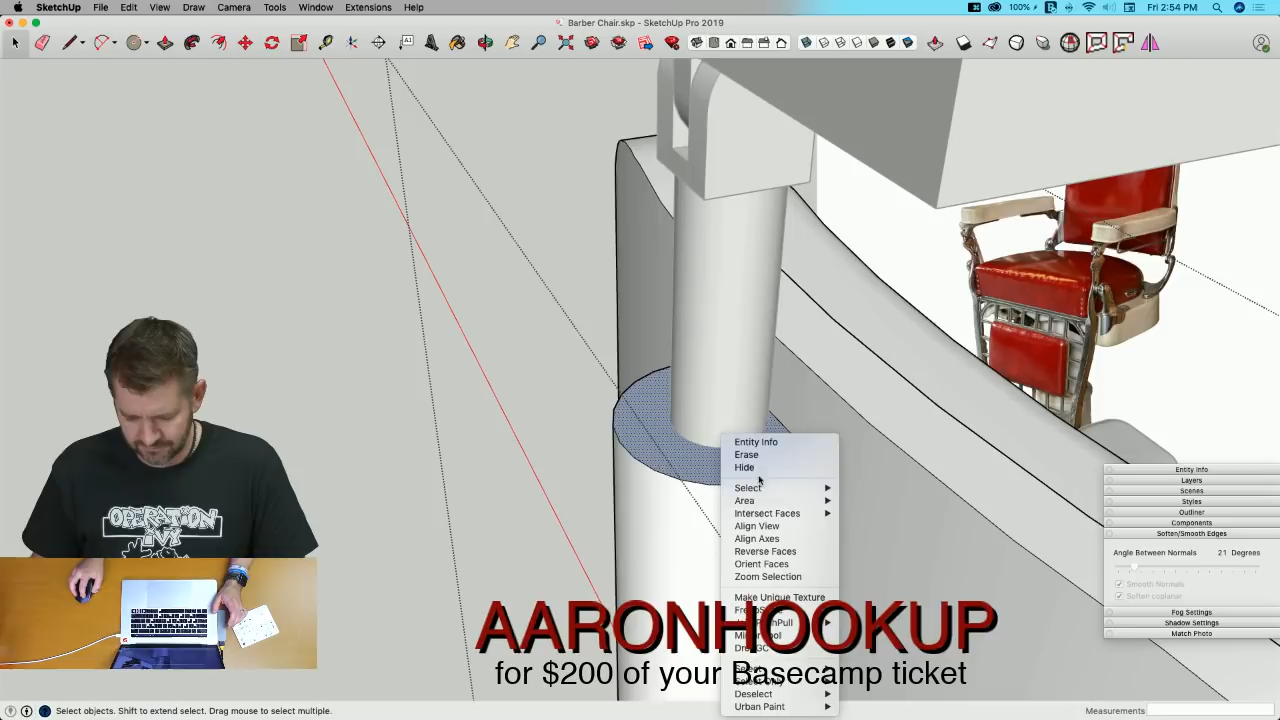 SketchUp File Edit View Draw Camera Tools Window Extensions Help
100% Fri 2:54 PM
Barber Chair.skp - SketchUp Pro 2019
Entity Info
Erase
Hide
Select
Area
Intersect Faces
Align View
Align Axes
Reverse Faces
Orient Faces
Zoom Selection
Make Unique Texture
Deselect
Urban Paint
Entity Info
Layers
Scenes
Styles
Outliner
Components
Soften/Smooth Edges
Angle Between Normals 21 Degrees
Smooth Normals
Soften coplanar
Fog Settings
Shadow Settings
Match Photo
OPERATION
IVY
AARONHOOKUP
for $200 of your Basecamp ticket
Select objects. Shift to extend select. Drag mouse to select multiple.
Measurements